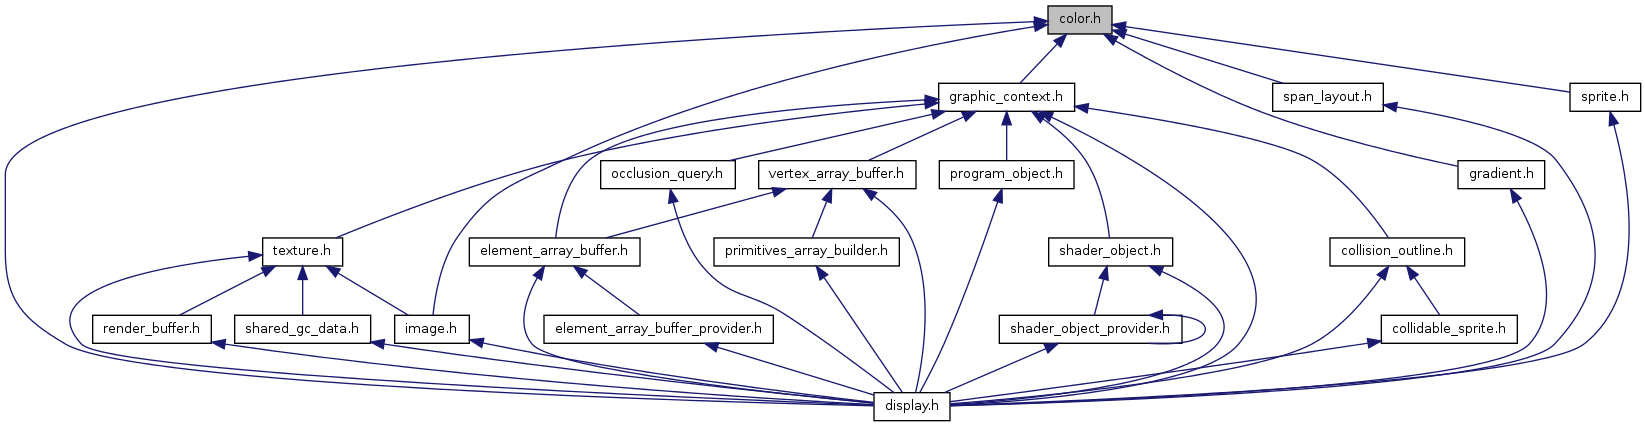 color.h
graphic_context.h
span_layout.h
sprite.h
occlusion_query.h
vertex_array_buffer.h
program_object.h
gradient.h
texture.h
element_array_buffer.h
primitives_array_builder.h
shader_object.h
collision_outline.h
render_buffer.h
shared_gc_data.h
image.h
element_array_buffer_provider.h
shader_object_provider.h
collidable_sprite.h
display.h